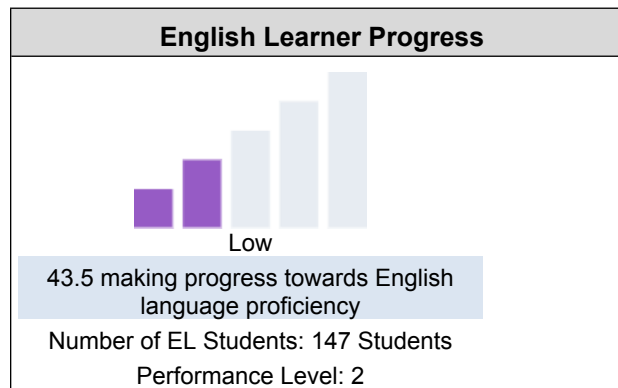 English Learner Progress
Low
43.5 making progress towards English
language proficiency
Number of EL Students: 147 Students
Performance Level: 2